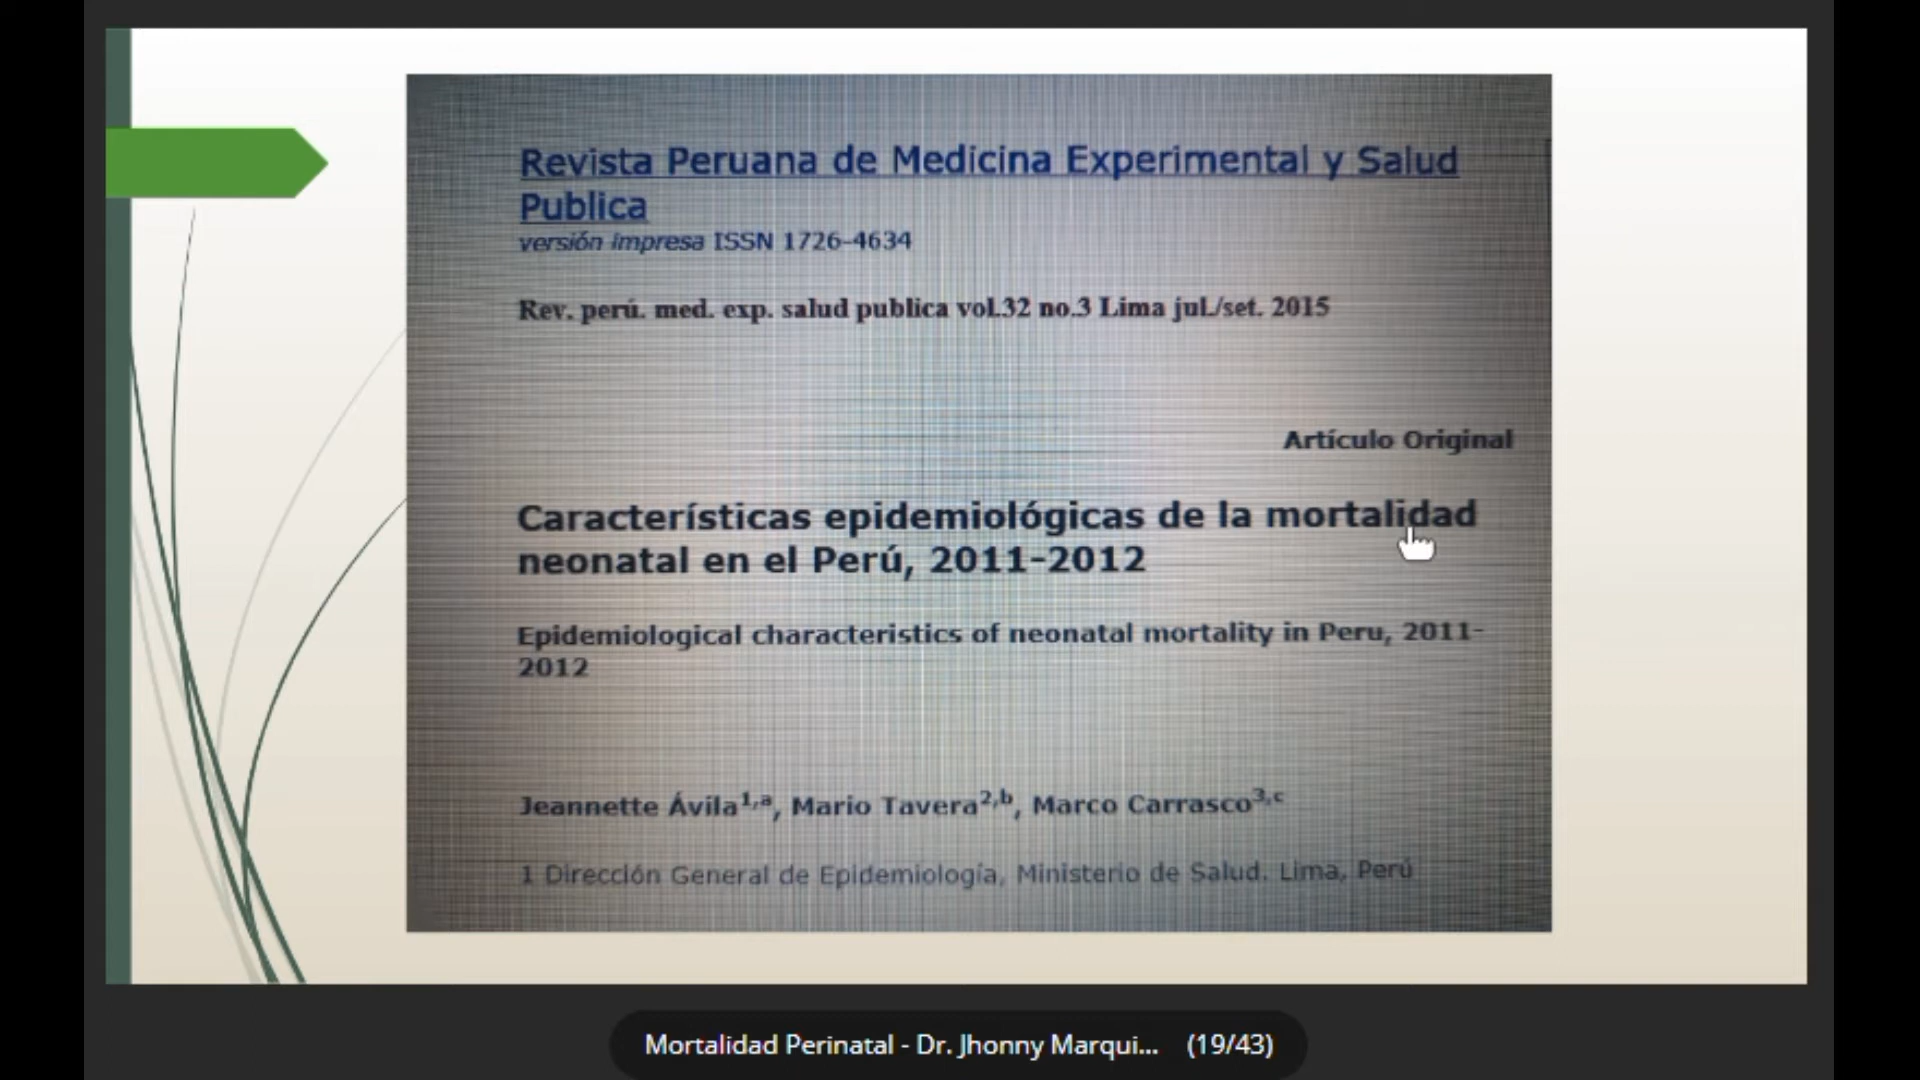 Revista Peruana de Medicina Experimental y Salud
Publica
versión impresa ISSN 1726-4634
Rev. perú. med. exp. salud publica vol.32 no.3 Lima jul./set. 2015
Artículo Original
Características epidemiológicas de la mortalidad
neonatal en el Perú, 2011-2012
Epidemiological characteristics of neonatal mortality in Peru, 2011-
2012
Jeannette Ávila1,a, Mario Tavera2,b, Marco Carrasco3,c
1 Dirección General de Epidemiología, Ministerio de Salud. Lima, Perú
Mortalidad Perinatal - Dr. Jhonny Marqui... (19/43)